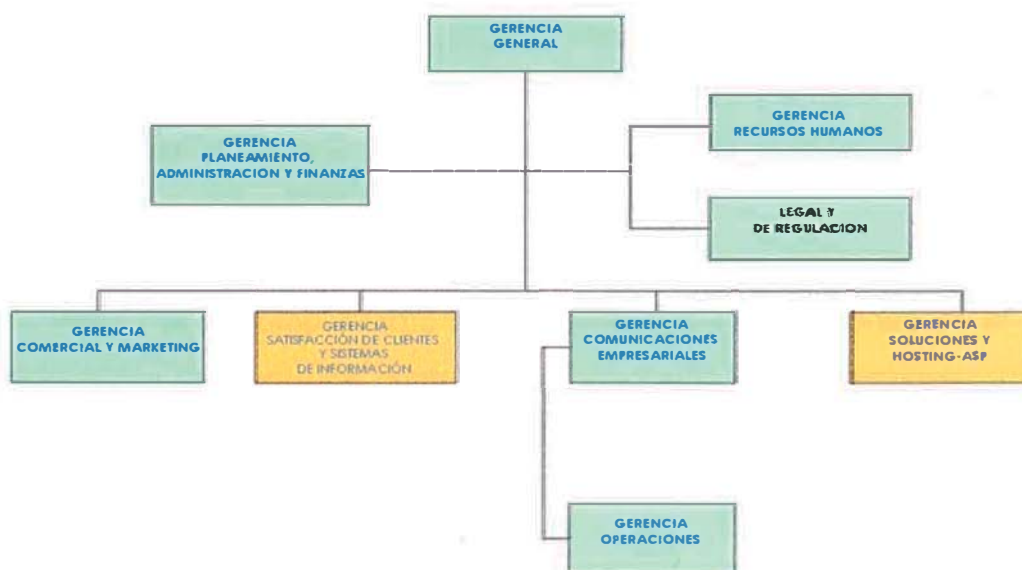 GERENCIA
GENERAL
GERENCIA
RECURSOS HUMANOS
GERENCIA
PLANEAMIENTO,
ADMINISTRACION Y FINANZAS
LEGAL Y
DE REGULACION
GERENCIA
COMERCIAL Y MARKETING
GERENCIA
SATISFACCIÓN DE CLIENTES
Y SISTEMAS
DE INFORMACIÓN
GERENCIA
COMUNICACIONES
EMPRESARIALES
GERENCIA
SOLUCIONES Y
HOSTING-ASP
GERENCIA
OPERACIONES